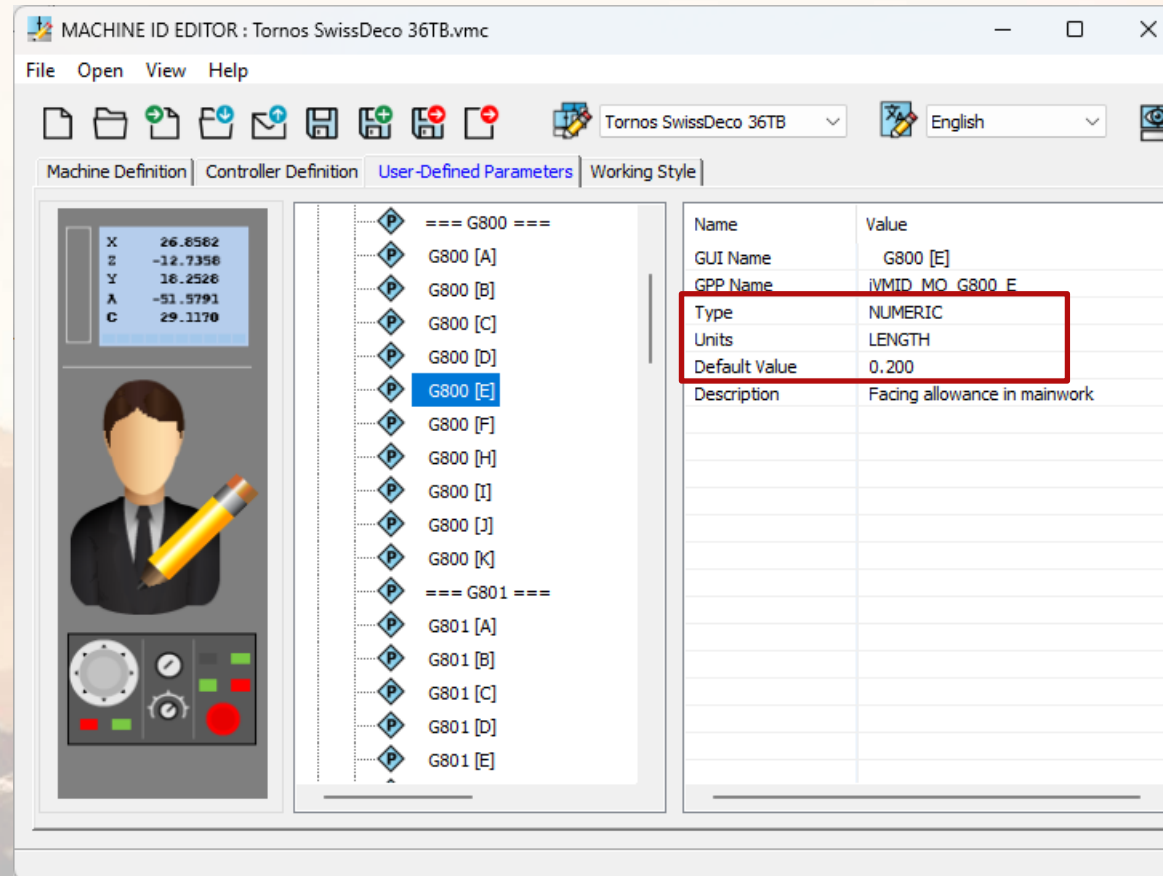 MACHINE ID EDITOR : Tornos SwissDeco 36TB.vmc
File Open View Help
Tornos SwissDeco 36TB English
Machine Definition Controller Definition User-Defined Parameters Working Style
X 26.8582
Z -12.7358
Y 18.2528
A -51.5791
C 29.1170
=== G800 ===
G800 [A]
G800 [B]
G800 [C]
G800 [D]
G800 [E]
G800 [F]
G800 [H]
G800 [I]
G800 [J]
G800 [K]
=== G801 ===
G801 [A]
G801 [B]
G801 [C]
G801 [D]
G801 [E]
Name Value
GUI Name G800 [E]
GPP Name iVMID_MO_G800_E
Type NUMERIC
Units LENGTH
Default Value 0.200
Description Facing allowance in mainwork